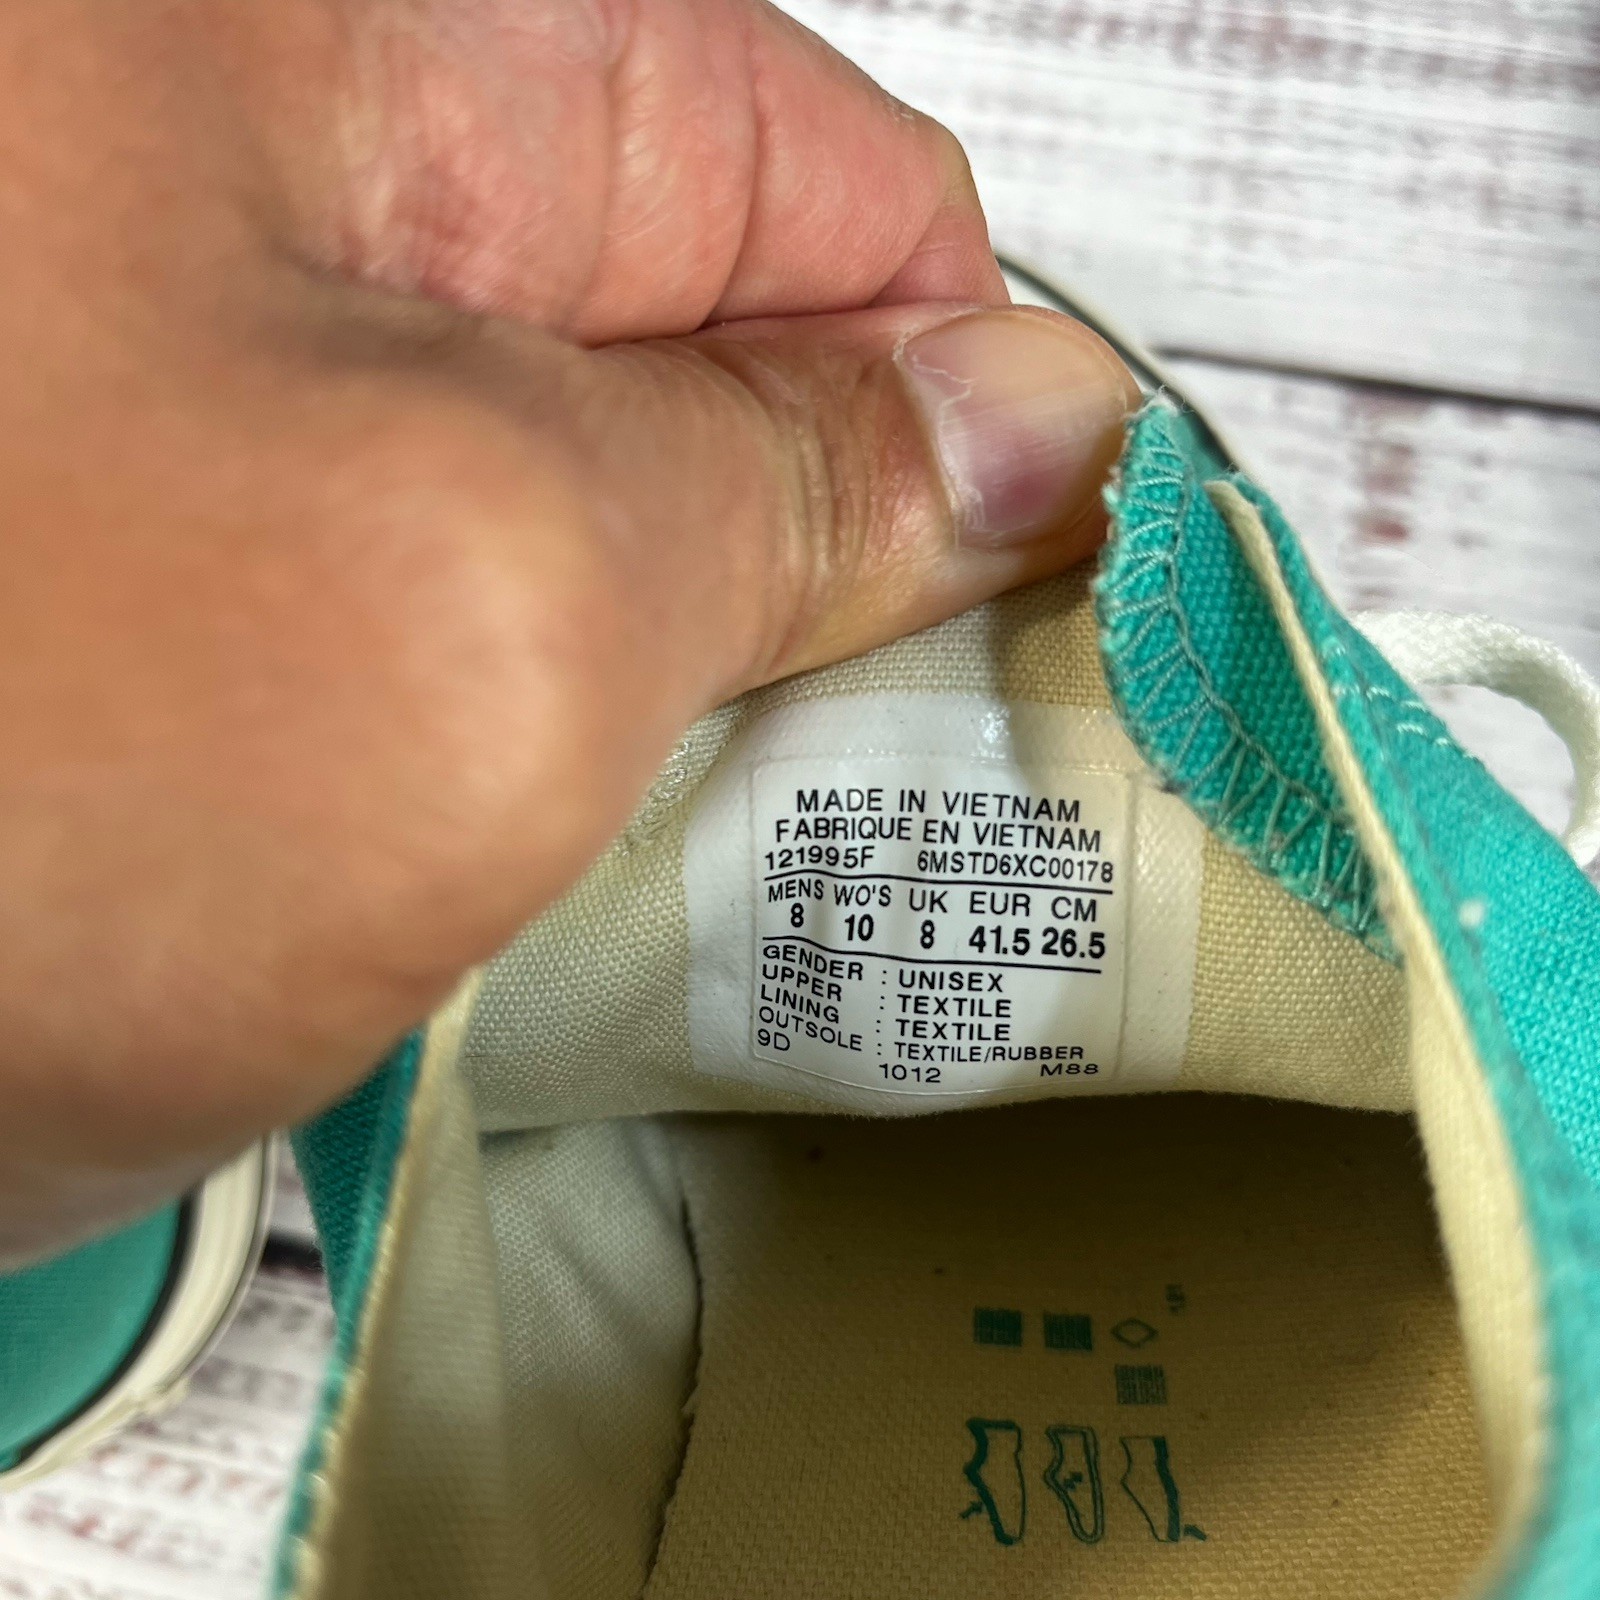 MADE IN VIETNAM
FABRIQUE EN VIETNAM
121995F 6MSTD6XC00178
MENS WO'S UK EUR CM
8 10 8 41.5 26.5
GENDER : UNISEX
UPPER : TEXTILE
LINING : TEXTILE
OUTSOLE : TEXTILE/RUBBER
9D 1012 M88